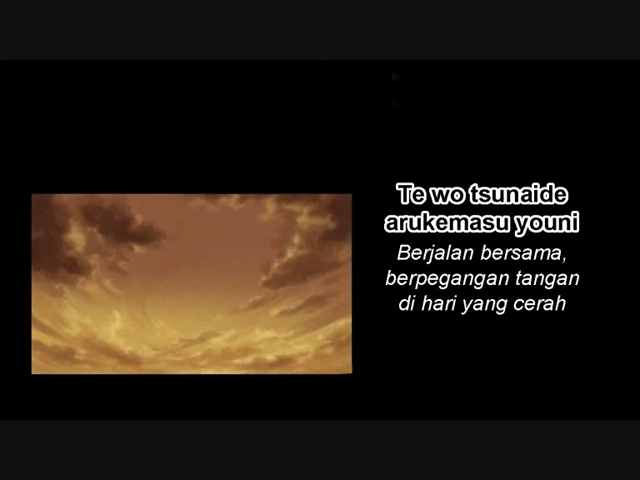 Te wo tsunaide
arukemasu youni
Berjalan bersama,
berpegangan tangan
di hari yang cerah